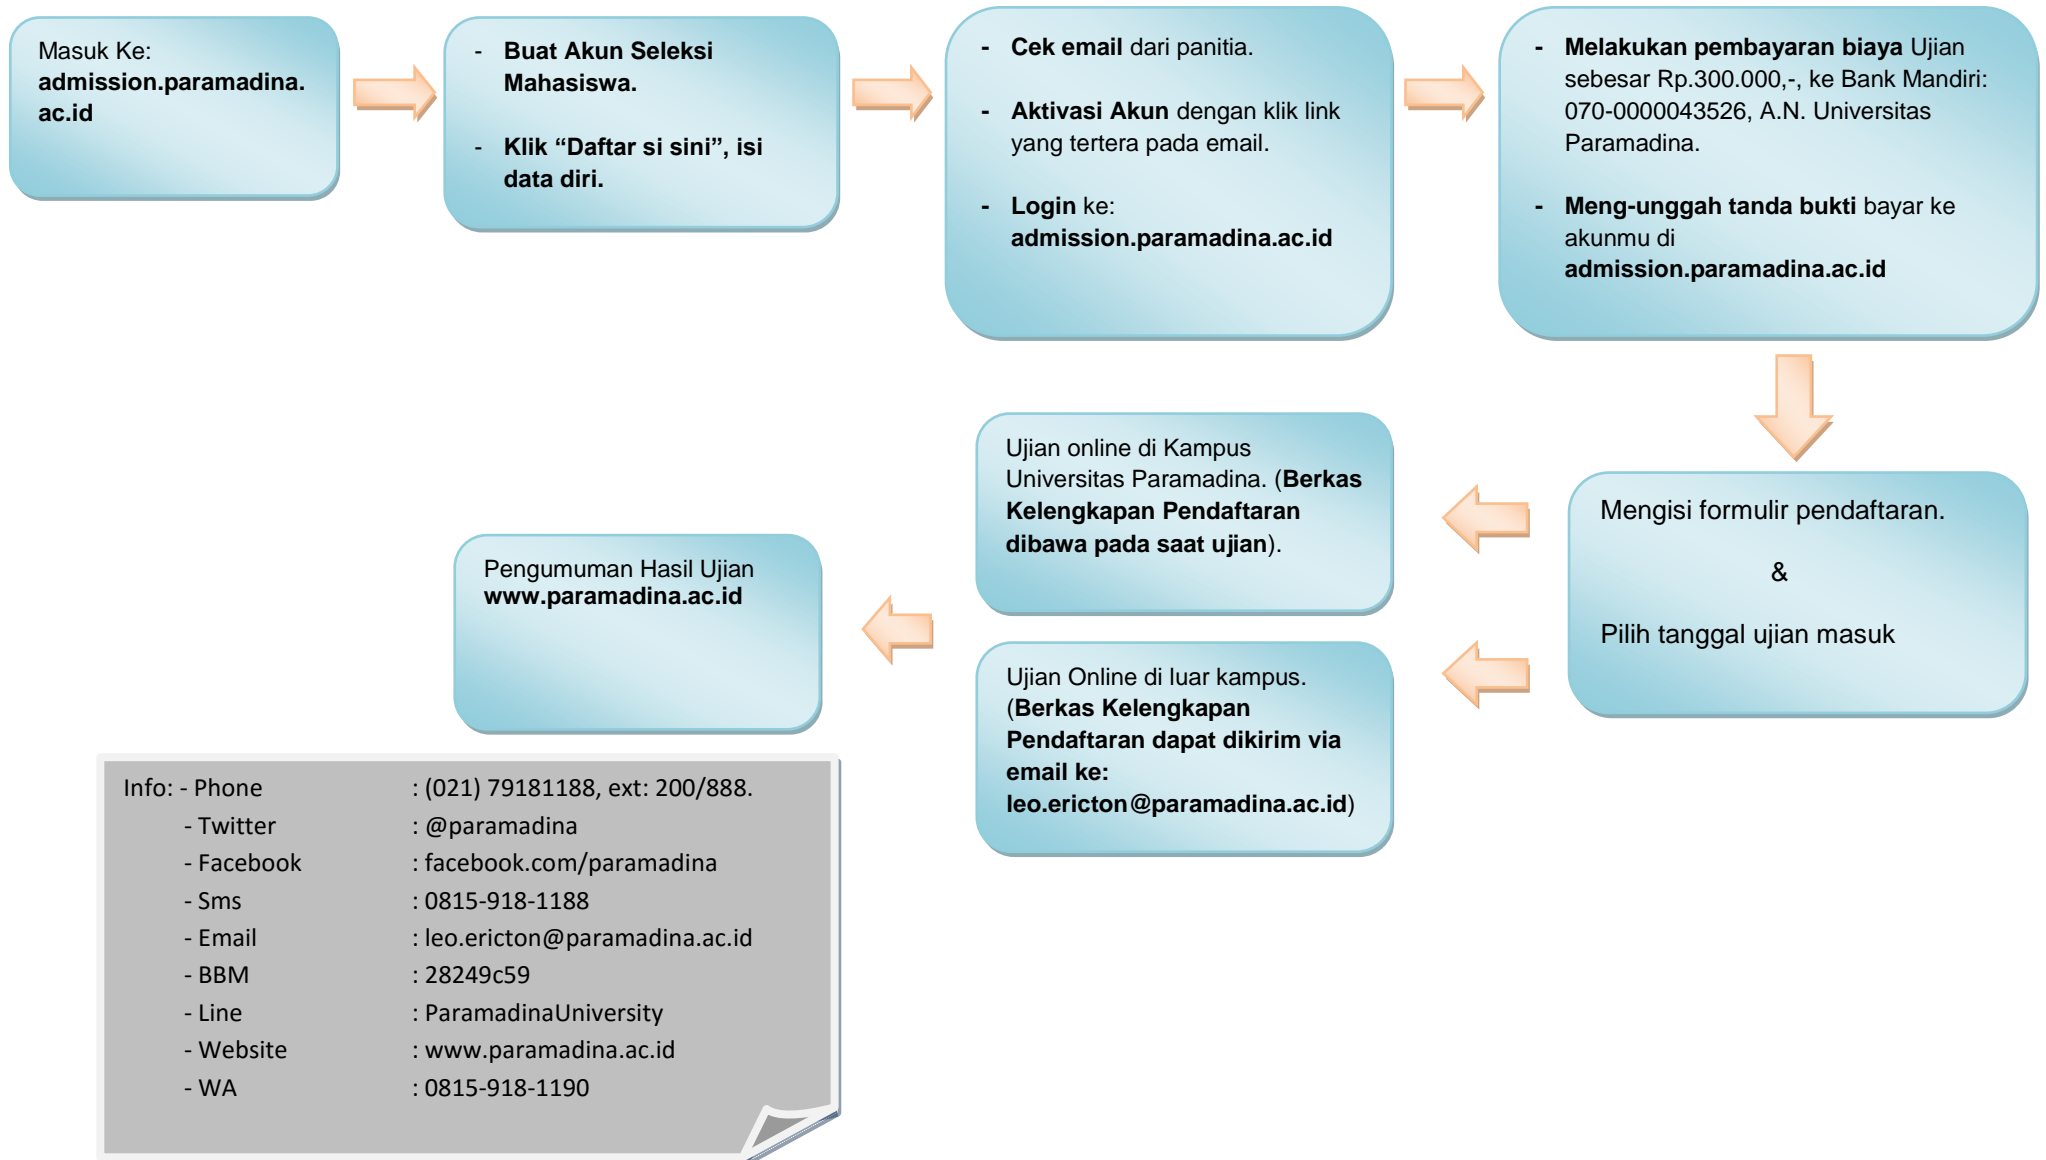 Masuk Ke:
admission.paramadina.
ac.id
- Buat Akun Seleksi
Mahasiswa.
- Klik “Daftar si sini”, isi
data diri.
- Cek email dari panitia.
- Aktivasi Akun dengan klik link
yang tertera pada email.
- Login ke:
admission.paramadina.ac.id
- Melakukan pembayaran biaya Ujian
sebesar Rp.300.000,-, ke Bank Mandiri:
070-0000043526, A.N. Universitas
Paramadina.
- Meng-unggah tanda bukti bayar ke
akunmu di
admission.paramadina.ac.id
Mengisi formulir pendaftaran.
&
Pilih tanggal ujian masuk
Ujian online di Kampus
Universitas Paramadina. (Berkas
Kelengkapan Pendaftaran
dibawa pada saat ujian).
Ujian Online di luar kampus.
(Berkas Kelengkapan
Pendaftaran dapat dikirim via
email ke:
leo.ericton@paramadina.ac.id)
Pengumuman Hasil Ujian
www.paramadina.ac.id
Info: - Phone : (021) 79181188, ext: 200/888.
- Twitter : @paramadina
- Facebook : facebook.com/paramadina
- Sms : 0815-918-1188
- Email : leo.ericton@paramadina.ac.id
- BBM : 28249c59
- Line : ParamadinaUniversity
- Website : www.paramadina.ac.id
- WA : 0815-918-1190